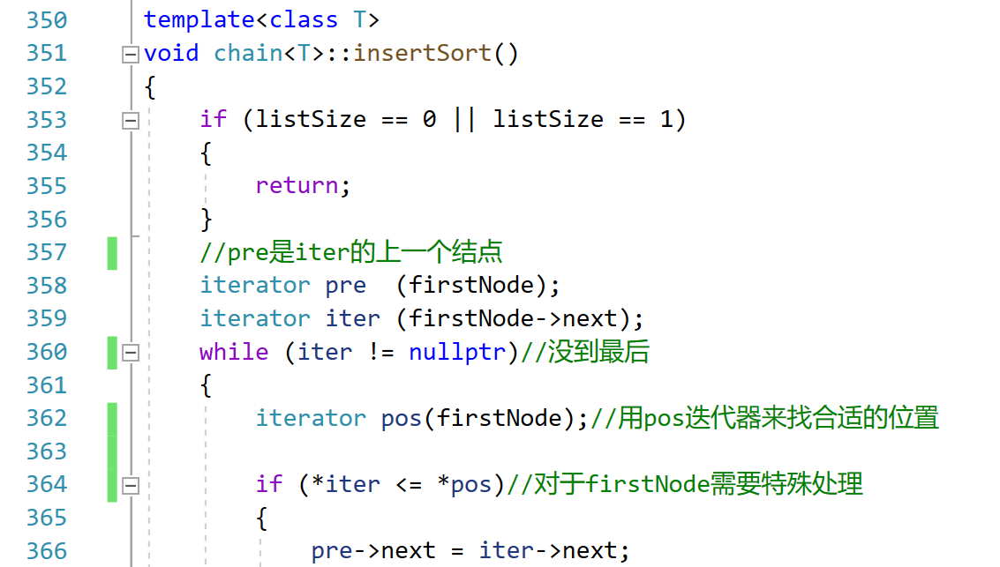 350 template<class T>
351 void chain<T>::insertSort()
352 {
353 if (listSize == 0 || listSize == 1)
354 {
355 return;
356 }
357 //pre是iter的上一个结点
358 iterator pre  (firstNode);
359 iterator iter (firstNode->next);
360 while (iter != nullptr)//没到最后
361 {
362 iterator pos(firstNode);//用pos迭代器来找合适的位置
363
364 if (*iter <= *pos)//对于firstNode需要特殊处理
365 {
366 pre->next = iter->next;